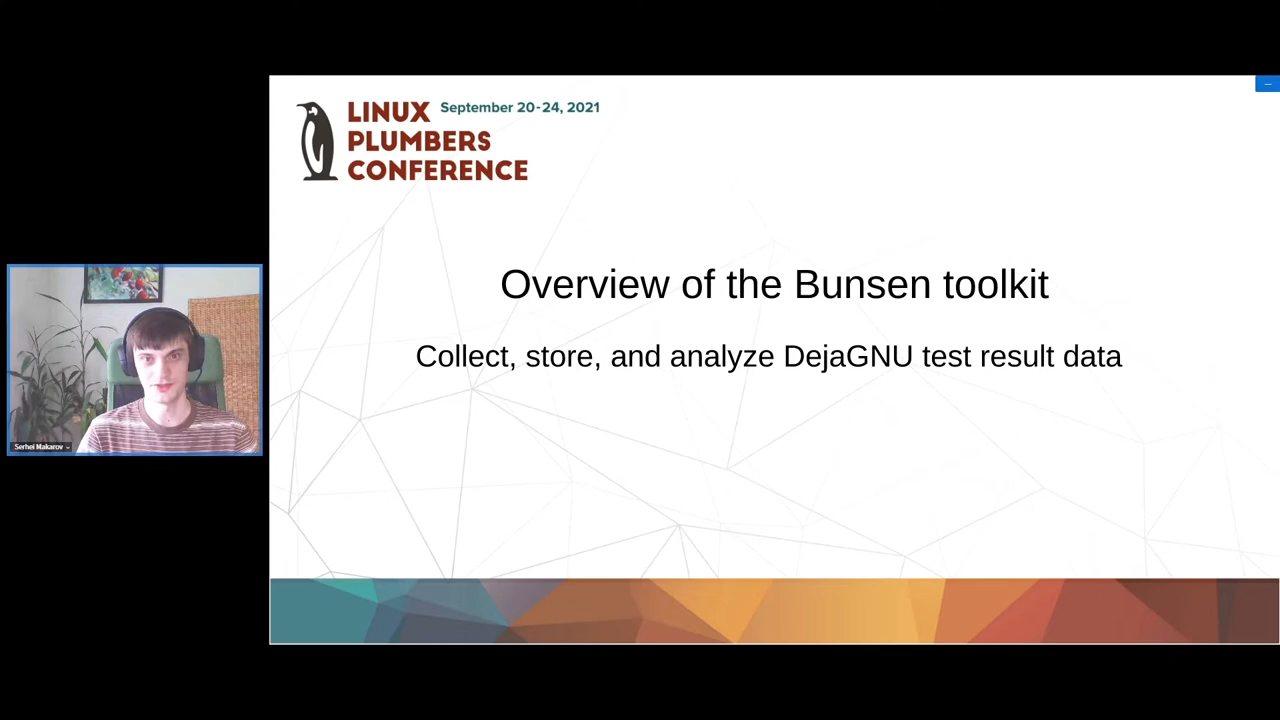 LINUX September 20-24, 2021
PLUMBERS
CONFERENCE
Overview of the Bunsen toolkit
Collect, store, and analyze DejaGNU test result data
Serhei Makarov